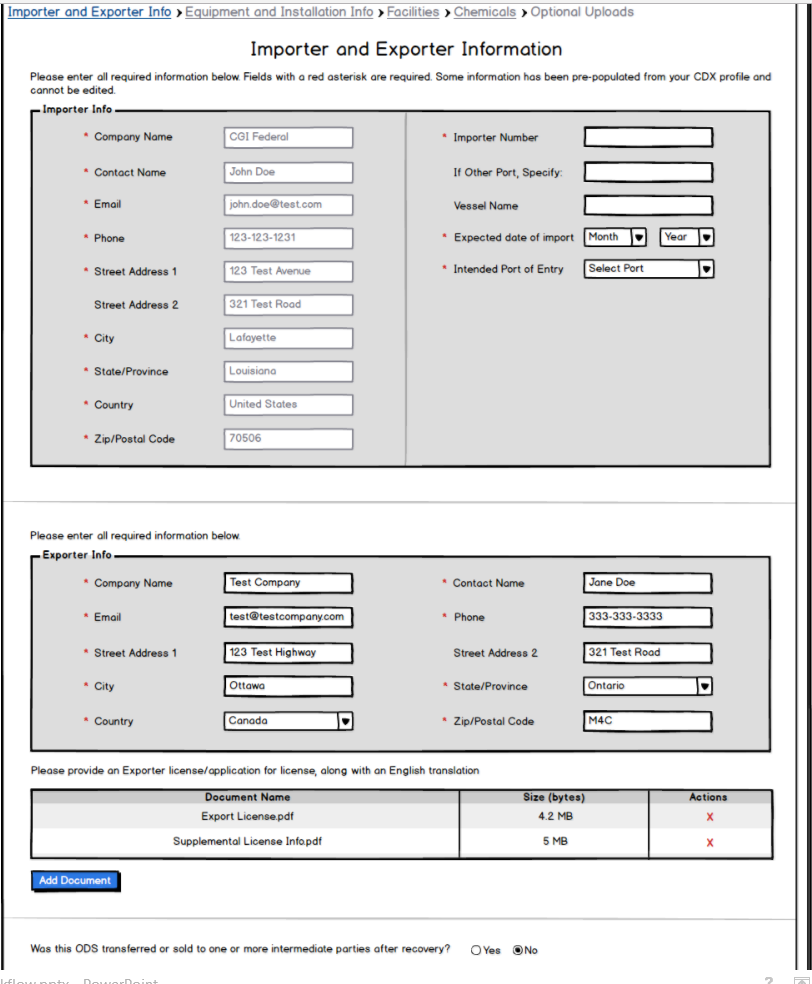 Importer and Exporter Info > Equipment and Installation Info > Facilities > Chemicals > Optional Uploads
Importer and Exporter Information
Please enter all required information below. Fields with a red asterisk are required. Some information has been pre-populated from your CDX profile and
cannot be edited.
Importer Info
* Company Name CGI Federal * Importer Number
* Contact Name John Doe If Other Port, Specify:
* Email john.doe@test.com Vessel Name
* Phone 123-123-1231 * Expected date of import Month Year
* Street Address 1 123 Test Avenue * Intended Port of Entry Select Port
Street Address 2 321 Test Road
* City Lafayette
* State/Province Louisiana
* Country United States
* Zip/Postal Code 70506
Please enter all required information below.
Exporter Info
* Company Name Test Company * Contact Name Jane Doe
* Email test@testcompany.com * Phone 333-333-3333
* Street Address 1 123 Test Highway Street Address 2 321 Test Road
* City Ottawa * State/Province Ontario
* Country Canada * Zip/Postal Code M4C
Please provide an Exporter license/application for license, along with an English translation
Document Name Size (bytes) Actions
Export License.pdf 4.2 MB X
Supplemental License Info.pdf 5 MB X
Add Document
Was this ODS transferred or sold to one or more intermediate parties after recovery? Yes No
PowerPoint ?